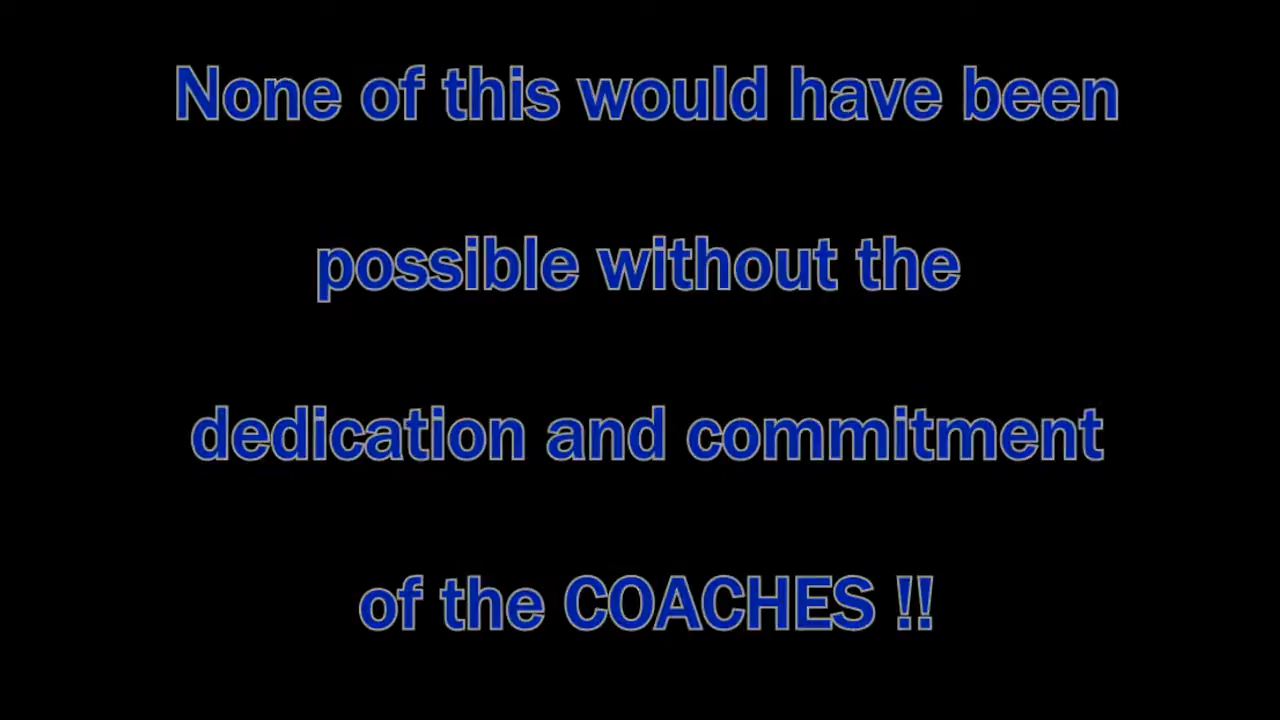 None of this would have been
possible without the
dedication and commitment
of the COACHES !!